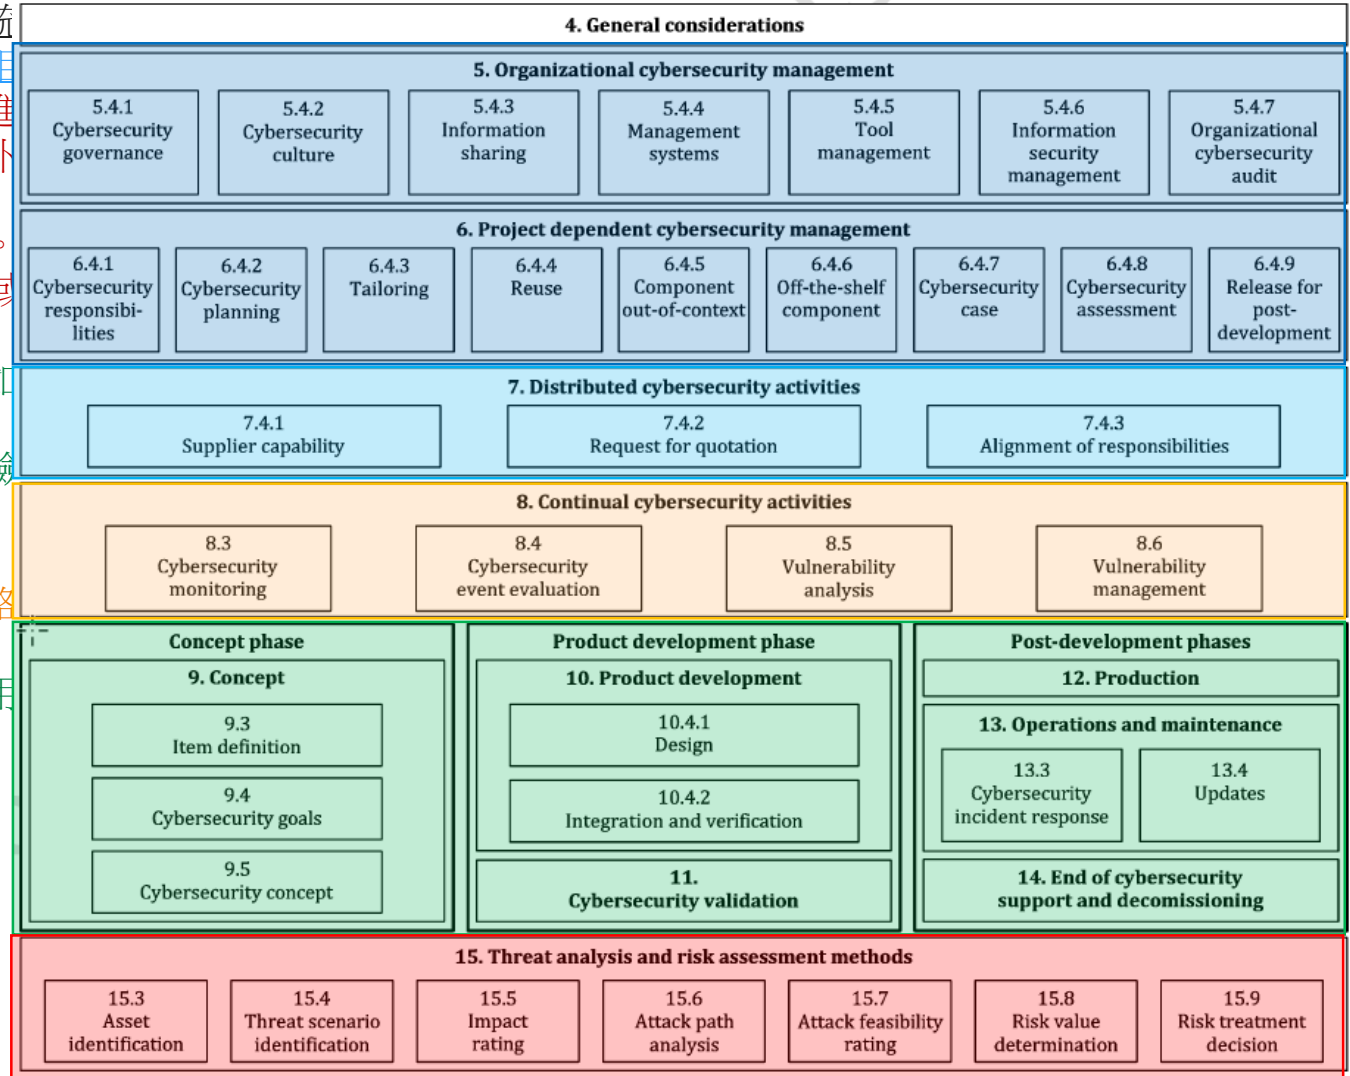 4. General considerations
5. Organizational cybersecurity management
5.4.1
Cybersecurity
governance
5.4.2
Cybersecurity
culture
5.4.3
Information
sharing
5.4.4
Management
systems
5.4.5
Tool
management
5.4.6
Information
security
management
5.4.7
Organizational
cybersecurity
audit
6. Project dependent cybersecurity management
6.4.1
Cybersecurity
responsibi-
lities
6.4.2
Cybersecurity
planning
6.4.3
Tailoring
6.4.4
Reuse
6.4.5
Component
out-of-context
6.4.6
Off-the-shelf
component
6.4.7
Cybersecurity
case
6.4.8
Cybersecurity
assessment
6.4.9
Release for
post-
development
7. Distributed cybersecurity activities
7.4.1
Supplier capability
7.4.2
Request for quotation
7.4.3
Alignment of responsibilities
8. Continual cybersecurity activities
8.3
Cybersecurity
monitoring
8.4
Cybersecurity
event evaluation
8.5
Vulnerability
analysis
8.6
Vulnerability
management
Concept phase
9. Concept
9.3
Item definition
9.4
Cybersecurity goals
9.5
Cybersecurity concept
Product development phase
10. Product development
10.4.1
Design
10.4.2
Integration and verification
11.
Cybersecurity validation
Post-development phases
12. Production
13. Operations and maintenance
13.3
Cybersecurity
incident response
13.4
Updates
14. End of cybersecurity
support and decomissioning
15. Threat analysis and risk assessment methods
15.3
Asset
identification
15.4
Threat scenario
identification
15.5
Impact
rating
15.6
Attack path
analysis
15.7
Attack feasibility
rating
15.8
Risk value
determination
15.9
Risk treatment
decision